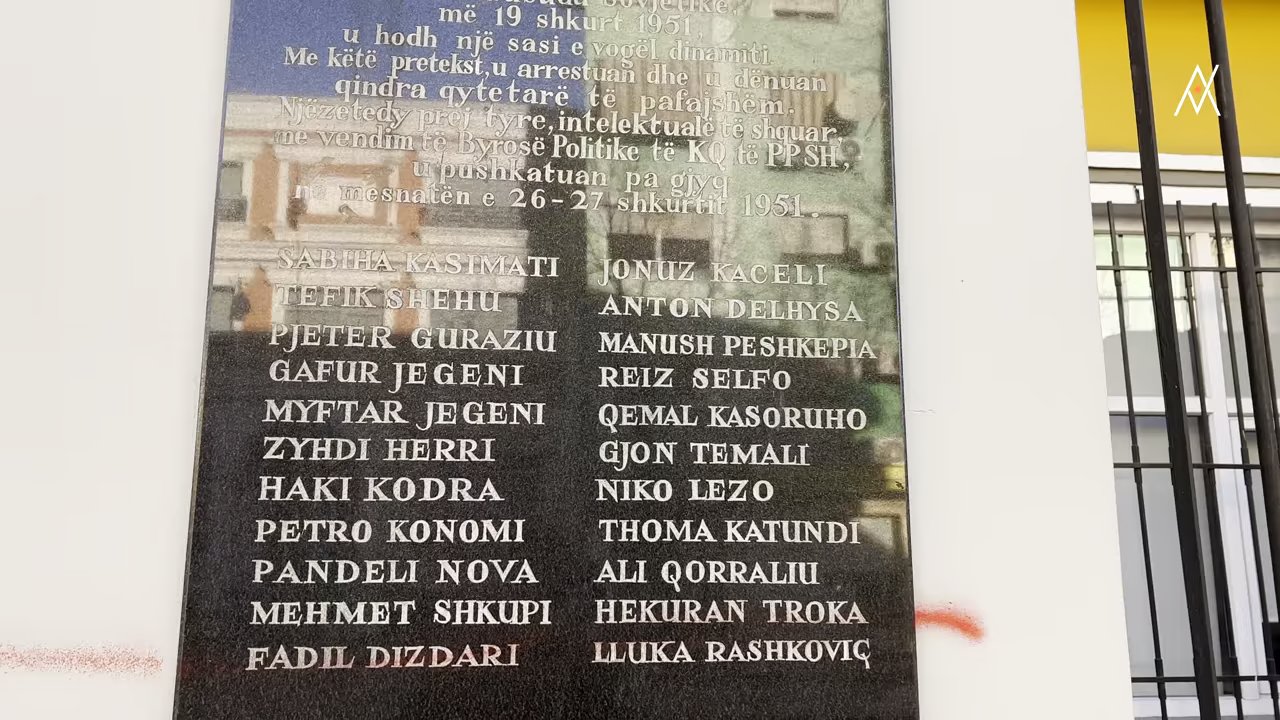 Sovjetike,
më 19 shkurt 1951,
u hodh një sasi e vogël dinamiti.
Me këtë pretekst, u arrestuan dhe u dënuan
qindra qytetarë të pafajshëm.
Njëzetedy prej tyre, intelektualë të shquar,
me vendim të Byrosë Politike të KQ të PPSH,
u pushkatuan pa gjyq
në mesnatën e 26-27 shkurtit 1951.
SABIHA KASIMATI
TEFIK SHEHU
PJETER GURAZIU
GAFUR JEGENI
MYFTAR JEGENI
ZYHDI HERRI
HAKI KODRA
PETRO KONOMI
PANDELI NOVA
MEHMET SHKUPI
FADIL DIZDARI
JONUZ KACELI
ANTON DELHYSA
MANUSH PESHKEPIA
REIZ SELFO
QEMAL KASORUHO
GJON TEMALI
NIKO LEZO
THOMA KATUNDI
ALI QORRALIU
HEKURAN TROKA
LLUKA RASHKOVIÇ